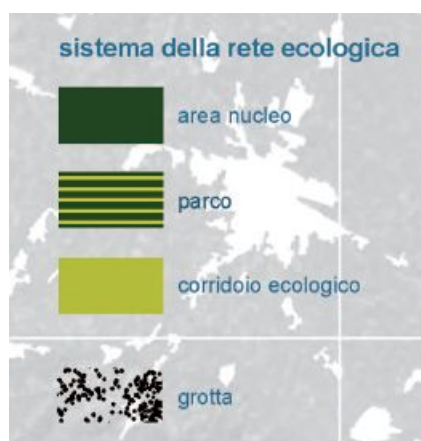 sistema della rete ecologica
area nucleo
parco
corridoio ecologico
grotta